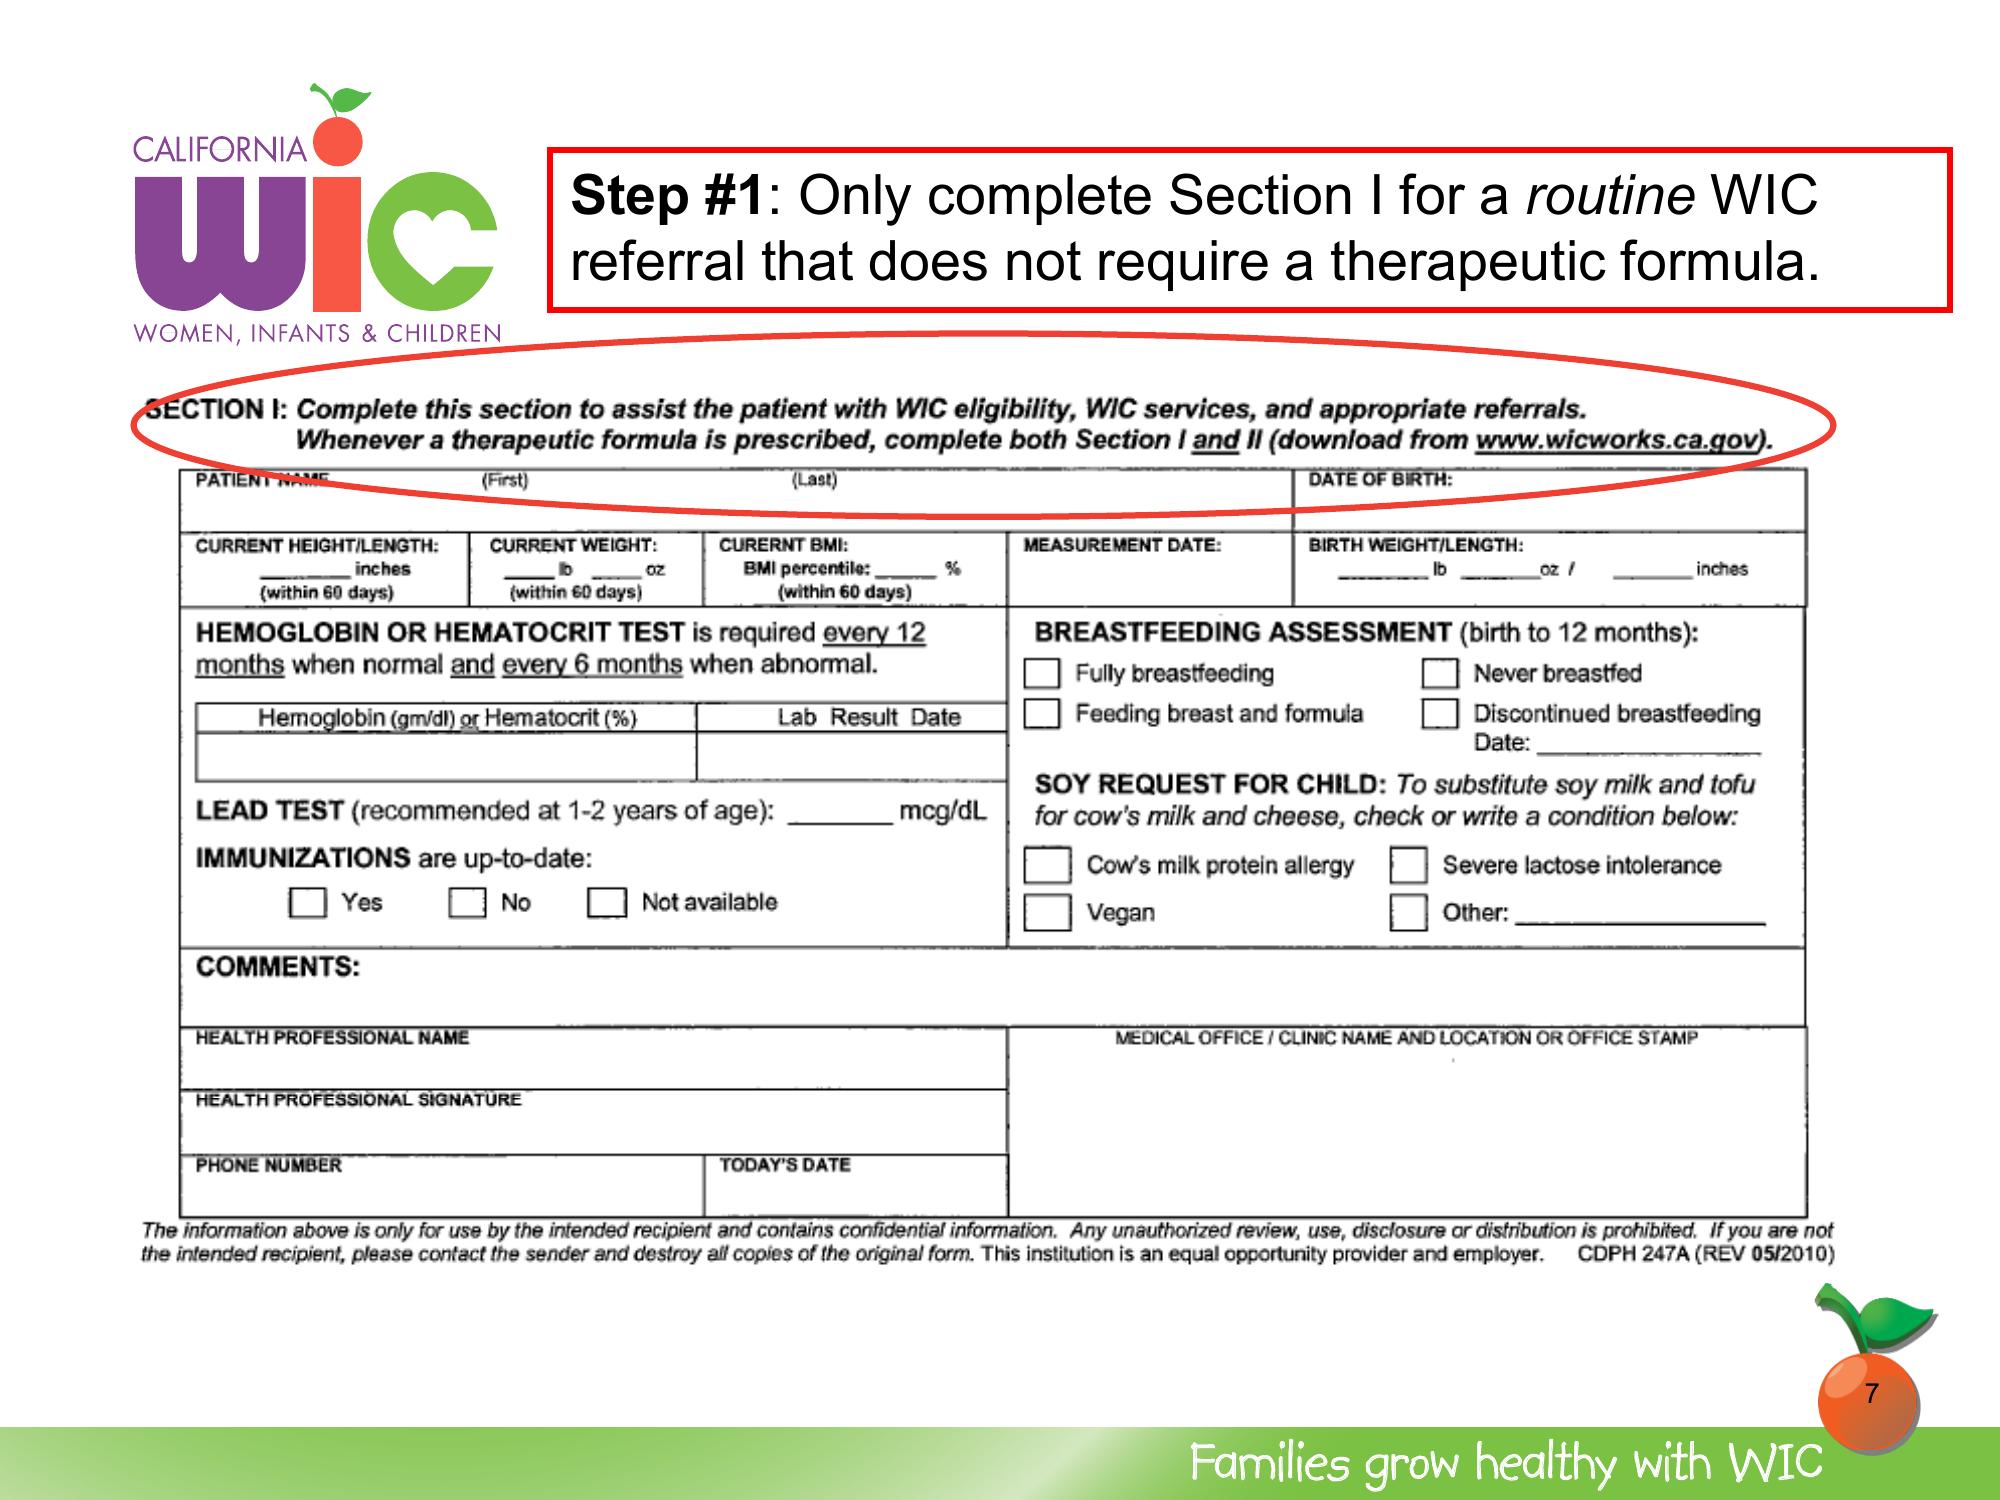 CALIFORNIA
wic
WOMEN, INFANTS & CHILDREN
Step #1: Only complete Section I for a routine WIC
referral that does not require a therapeutic formula.
SECTION I: Complete this section to assist the patient with WIC eligibility, WIC services, and appropriate referrals.
Whenever a therapeutic formula is prescribed, complete both Section I and II (download from www.wicworks.ca.gov).
PATIENT NAME (First) (Last) DATE OF BIRTH:
CURRENT HEIGHT/LENGTH: CURRENT WEIGHT: CURERNT BMI: MEASUREMENT DATE: BIRTH WEIGHT/LENGTH:
______ inches ____ lb ____ oz BMI percentile: _____ % ______ lb ______ oz / ______ inches
(within 60 days) (within 60 days) (within 60 days)
HEMOGLOBIN OR HEMATOCRIT TEST is required every 12
months when normal and every 6 months when abnormal.
Hemoglobin (gm/dl) or Hematocrit (%) Lab Result Date
LEAD TEST (recommended at 1-2 years of age): _______ mcg/dL
IMMUNIZATIONS are up-to-date:
Yes No Not available
BREASTFEEDING ASSESSMENT (birth to 12 months):
Fully breastfeeding Never breastfed
Feeding breast and formula Discontinued breastfeeding
Date: _______________
SOY REQUEST FOR CHILD: To substitute soy milk and tofu
for cow's milk and cheese, check or write a condition below:
Cow's milk protein allergy Severe lactose intolerance
Vegan Other: _________________
COMMENTS:
HEALTH PROFESSIONAL NAME
MEDICAL OFFICE / CLINIC NAME AND LOCATION OR OFFICE STAMP
HEALTH PROFESSIONAL SIGNATURE
PHONE NUMBER TODAY'S DATE
The information above is only for use by the intended recipient and contains confidential information. Any unauthorized review, use, disclosure or distribution is prohibited. If you are not
the intended recipient, please contact the sender and destroy all copies of the original form. This institution is an equal opportunity provider and employer. CDPH 247A (REV 05/2010)
7
Families grow healthy with WIC